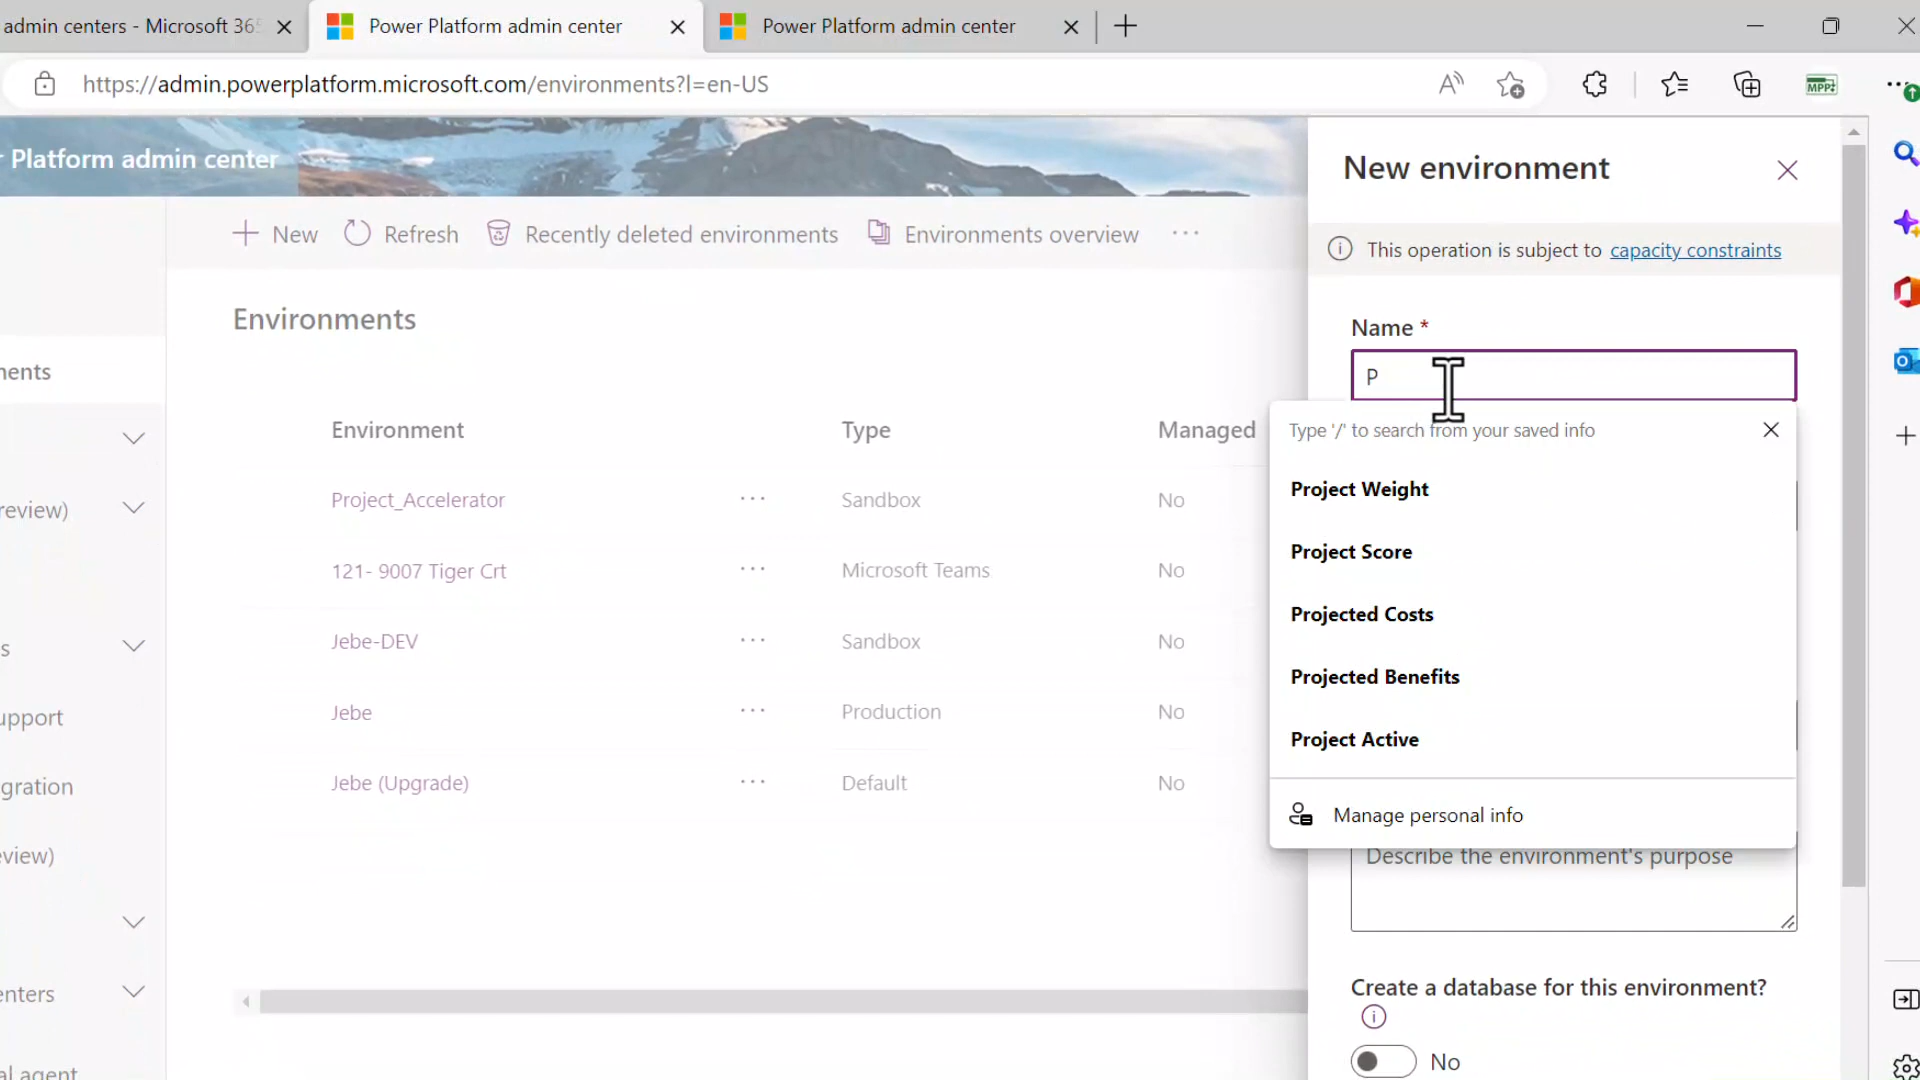 admin centers - Microsoft 365
Power Platform admin center
Power Platform admin center
https://admin.powerplatform.microsoft.com/environments?l=en-US
MPPT
r Platform admin center
New environment
New
Refresh
Recently deleted environments
Environments overview
This operation is subject to capacity constraints
Environments
Name *
P
nents
Environment
Type
Managed
Type '/' to search from your saved info
Project Weight
Project_Accelerator
Sandbox
No
review)
Project Score
121- 9007 Tiger Crt
Microsoft Teams
No
Projected Costs
s
Jebe-DEV
Sandbox
No
Projected Benefits
upport
Jebe
Production
No
Project Active
gration
Jebe (Upgrade)
Default
No
Manage personal info
eview)
Describe the environment's purpose
enters
Create a database for this environment?
No
al agent